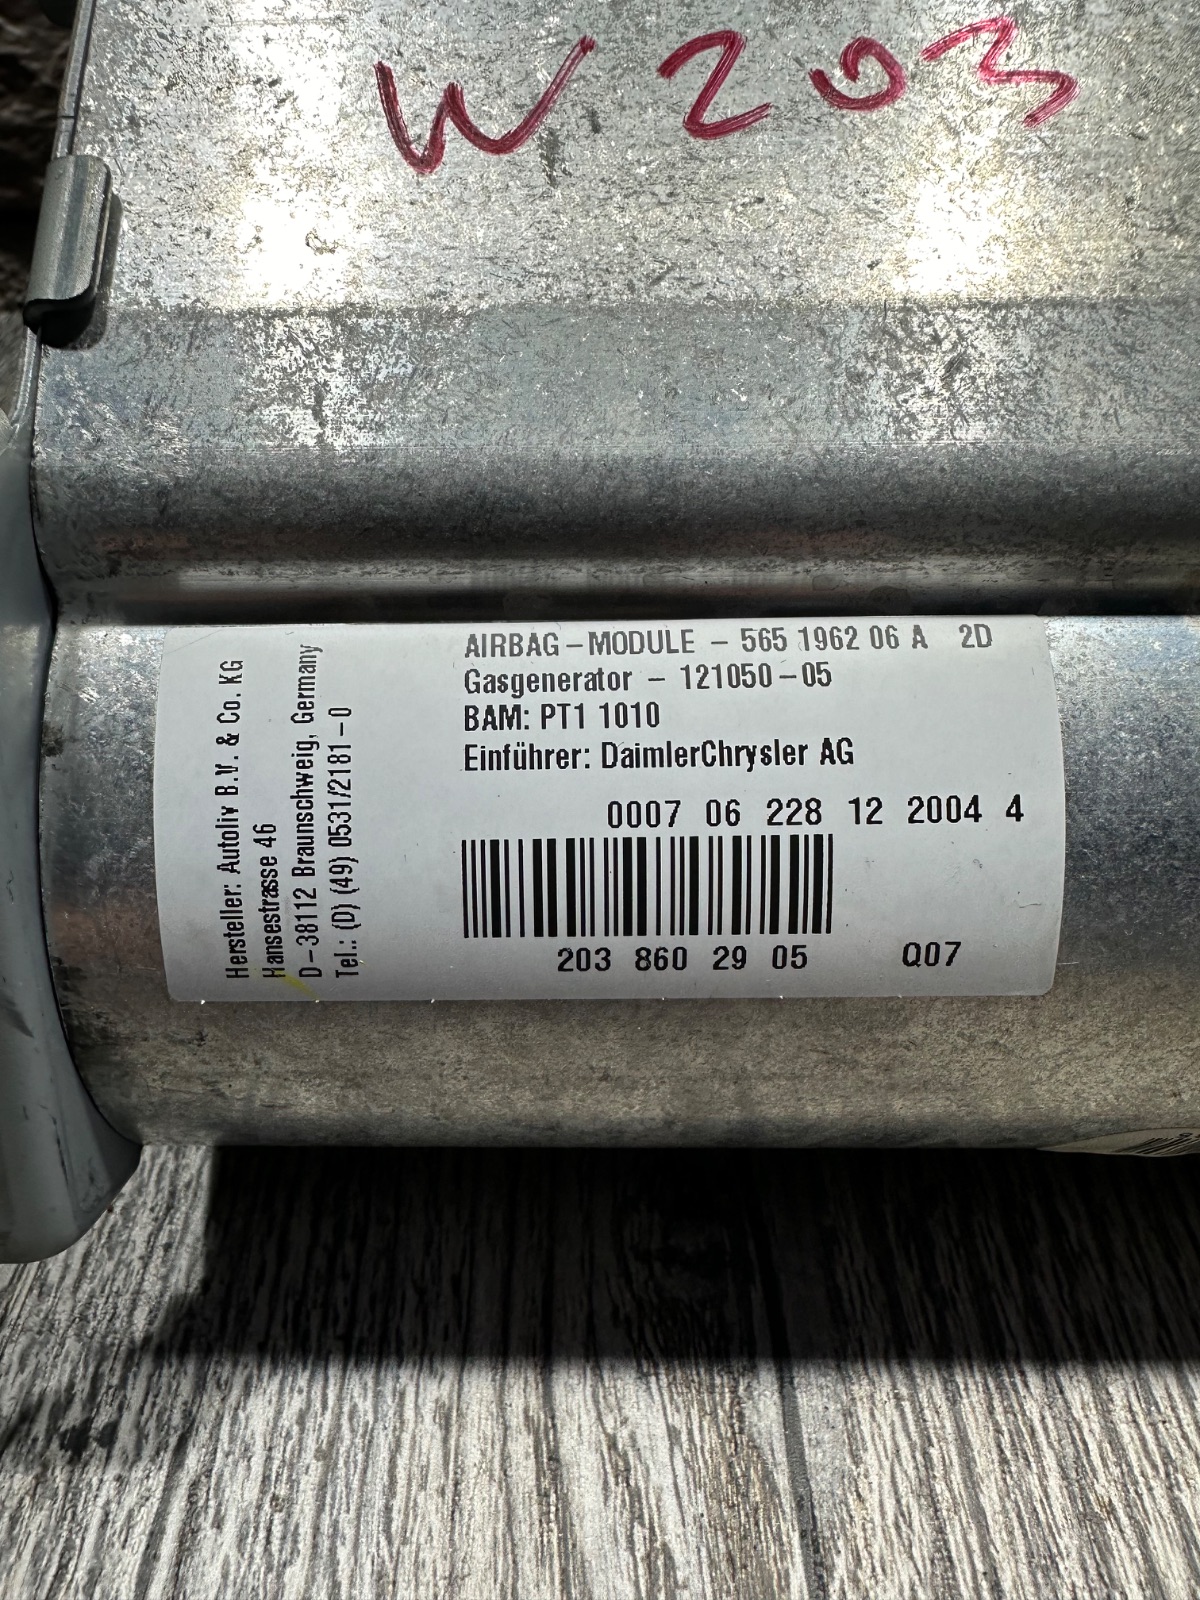 W 203
AIRBAG-MODULE - 565 1962 06 A 2D
Gasgenerator - 121050-05
BAM: PT1 1010
Einführer: DaimlerChrysler AG
0007 06 228 12 2004 4
203 860 29 05 Q07
Hersteller: Autoliv B.V. & Co. KG
Hansestrasse 46
D-38112 Braunschweig, Germany
Tel.: (D) (49) 0531/2181-0